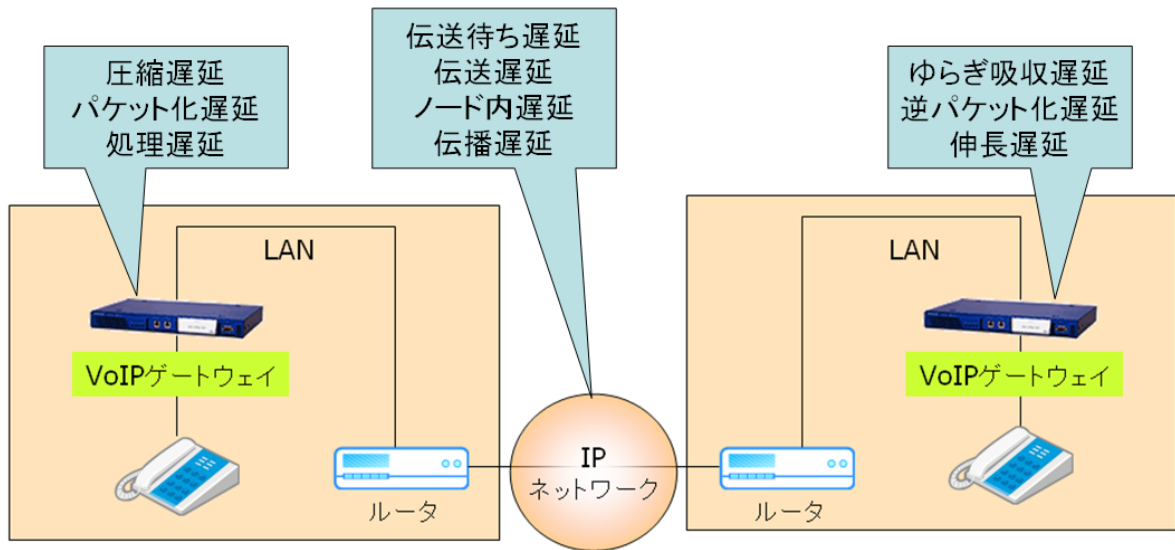 圧縮遅延
パケット化遅延
処理遅延
伝送待ち遅延
伝送遅延
ノード内遅延
伝播遅延
ゆらぎ吸収遅延
逆パケット化遅延
伸長遅延
LAN
VoIPゲートウェイ
ルータ
IP
ネットワーク
LAN
VoIPゲートウェイ
ルータ